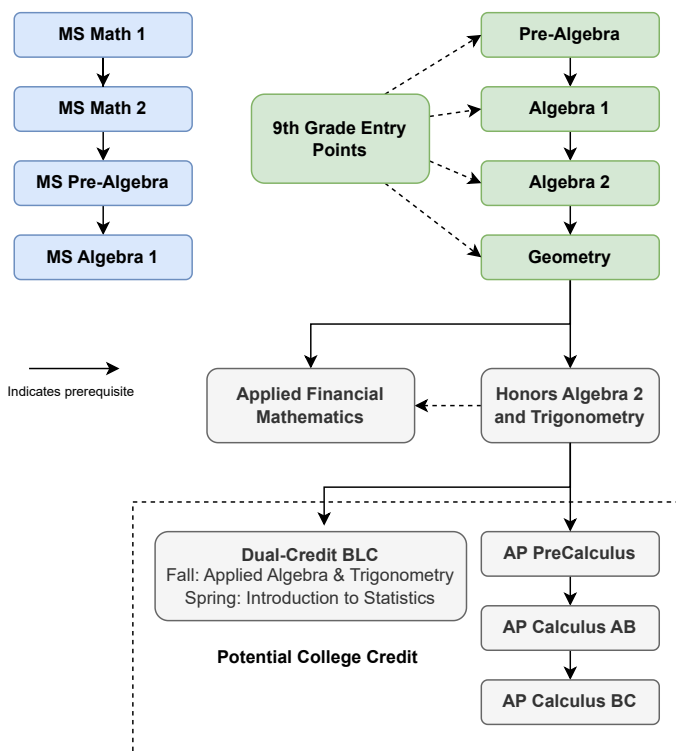 MS Math 1
MS Math 2
MS Pre-Algebra
MS Algebra 1
9th Grade Entry
Points
Pre-Algebra
Algebra 1
Algebra 2
Geometry
Indicates prerequisite
Applied Financial
Mathematics
Honors Algebra 2
and Trigonometry
Dual-Credit BLC
Fall: Applied Algebra & Trigonometry
Spring: Introduction to Statistics
Potential College Credit
AP PreCalculus
AP Calculus AB
AP Calculus BC